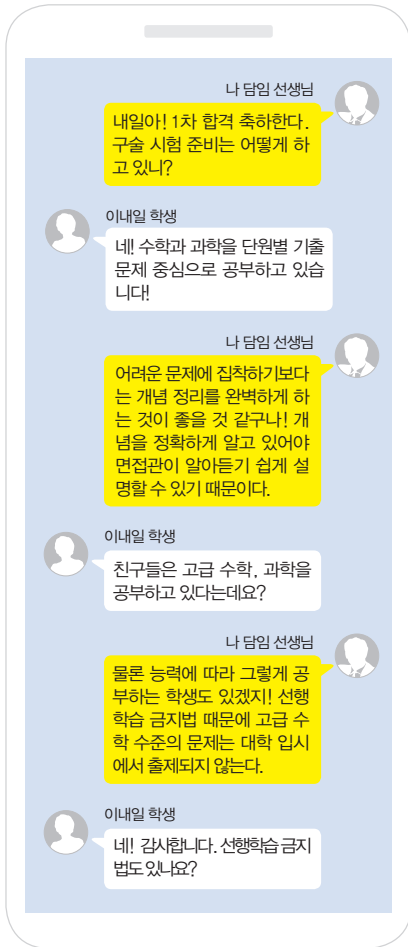 나 담임 선생님
내일아! 1차 합격 축하한다.
구술 시험 준비는 어떻게 하
고 있니?
이내일 학생
네! 수학과 과학을 단원별 기출
문제 중심으로 공부하고 있습
니다!
나 담임 선생님
어려운 문제에 집착하기보다
는 개념 정리를 완벽하게 하
는 것이 좋을 것 같구나! 개
념을 정확하게 알고 있어야
면접관이 알아듣기 쉽게 설
명할 수 있기 때문이다.
이내일 학생
친구들은 고급 수학, 과학을
공부하고 있다는데요?
나 담임 선생님
물론 능력에 따라 그렇게 공
부하는 학생도 있겠지! 선행
학습 금지법 때문에 고급 수
학 수준의 문제는 대학 입시
에서 출제되지 않는다.
이내일 학생
네! 감사합니다. 선행학습 금지
법도 있나요?